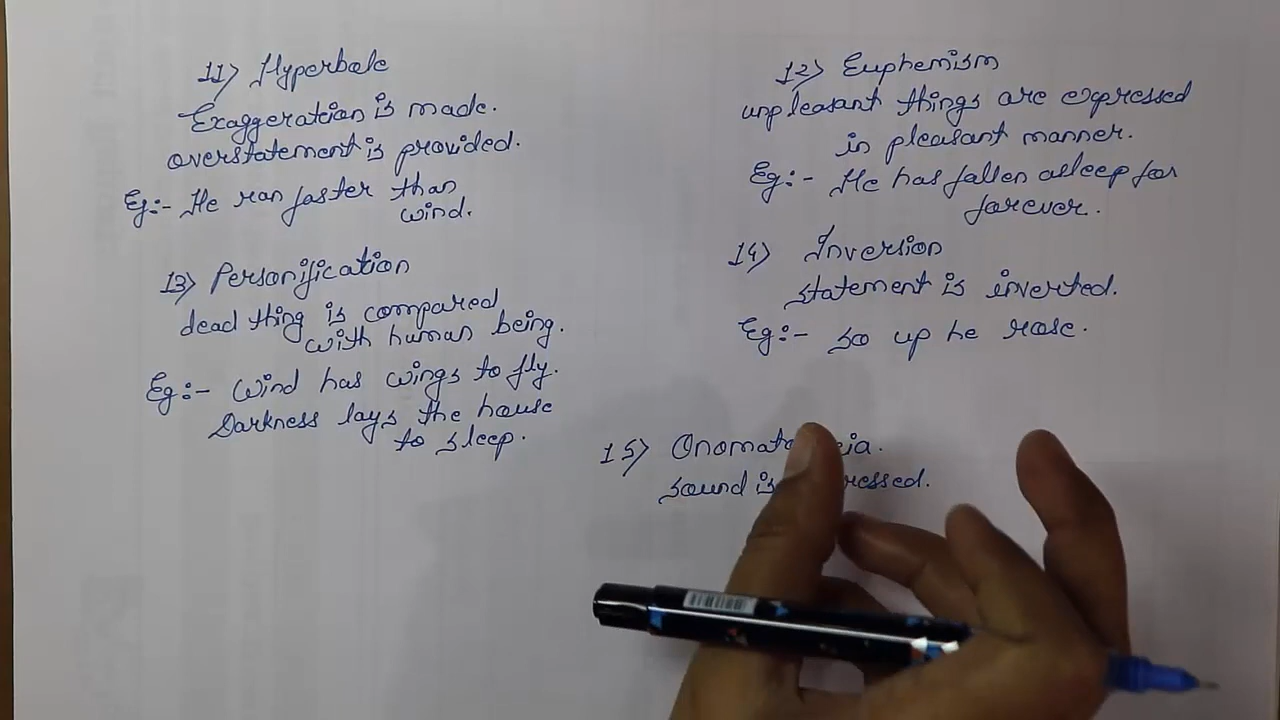 11) Hyperbole
Exaggeration is made.
overstatement is provided.
Eg:- He ran faster than
wind.
12) Euphemism
unpleasant things are expressed
in pleasant manner.
Eg:- He has fallen asleep for
forever..
13) Personification
dead thing is compared
with human being.
Eg:- Wind has wings to fly.
Darkness lays the house
to sleep.
14) Inversion
statement is inverted.
Eg:- so up he rose.
15)
sound is